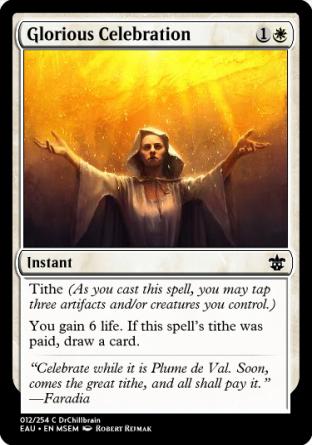 Glorious Celebration 1
Instant
Tithe (As you cast this spell, you may tap
three artifacts and/or creatures you control.)
You gain 6 life. If this spell's tithe was
paid, draw a card.
"Celebrate while it is Plume de Val. Soon,
comes the great tithe, and all shall pay it."
—Faradia
012/254 C DrChillbrain
EAU • EN MSEM Robert Rejmak